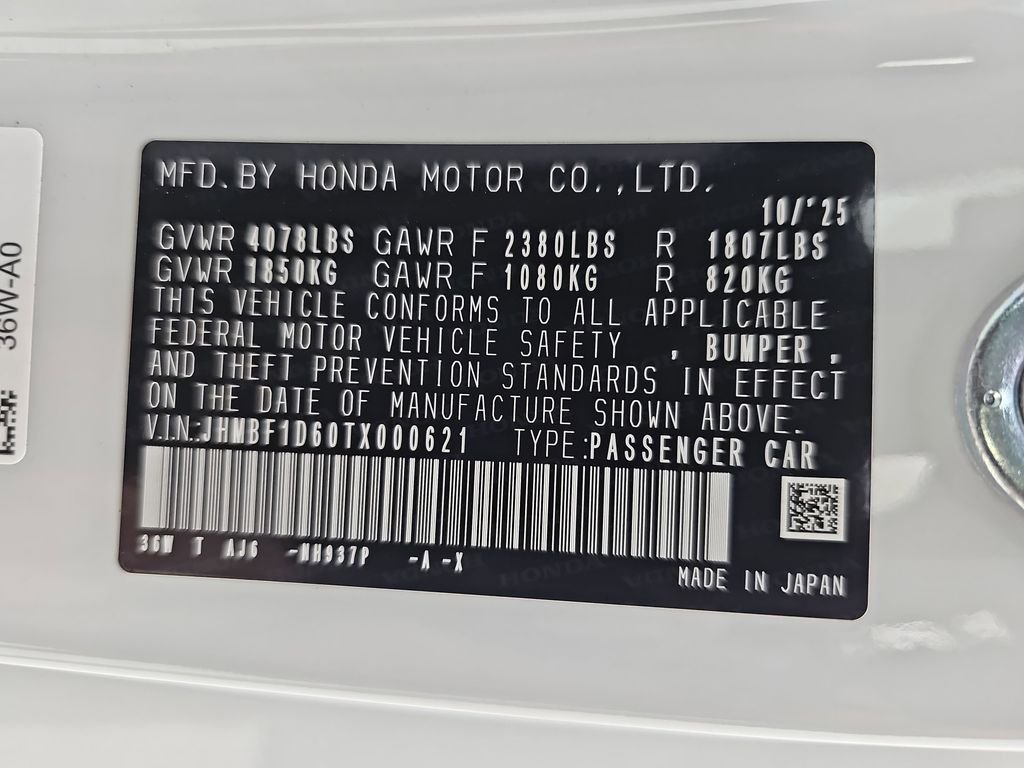 MFD.BY HONDA MOTOR CO.,LTD.
10/'25
GVWR 4078LBS GAWR F 2380LBS R 1807LBS
GVWR 1850KG GAWR F 1080KG R 820KG
THIS VEHICLE CONFORMS TO ALL APPLICABLE
FEDERAL MOTOR VEHICLE SAFETY , BUMPER ,
AND THEFT PREVENTION STANDARDS IN EFFECT
ON THE DATE OF MANUFACTURE SHOWN ABOVE.
V.I.N.:JHMBF1D60TX000621 TYPE:PASSENGER CAR
36W T AJ6 -NH937P -A -X
MADE IN JAPAN
36W-A0